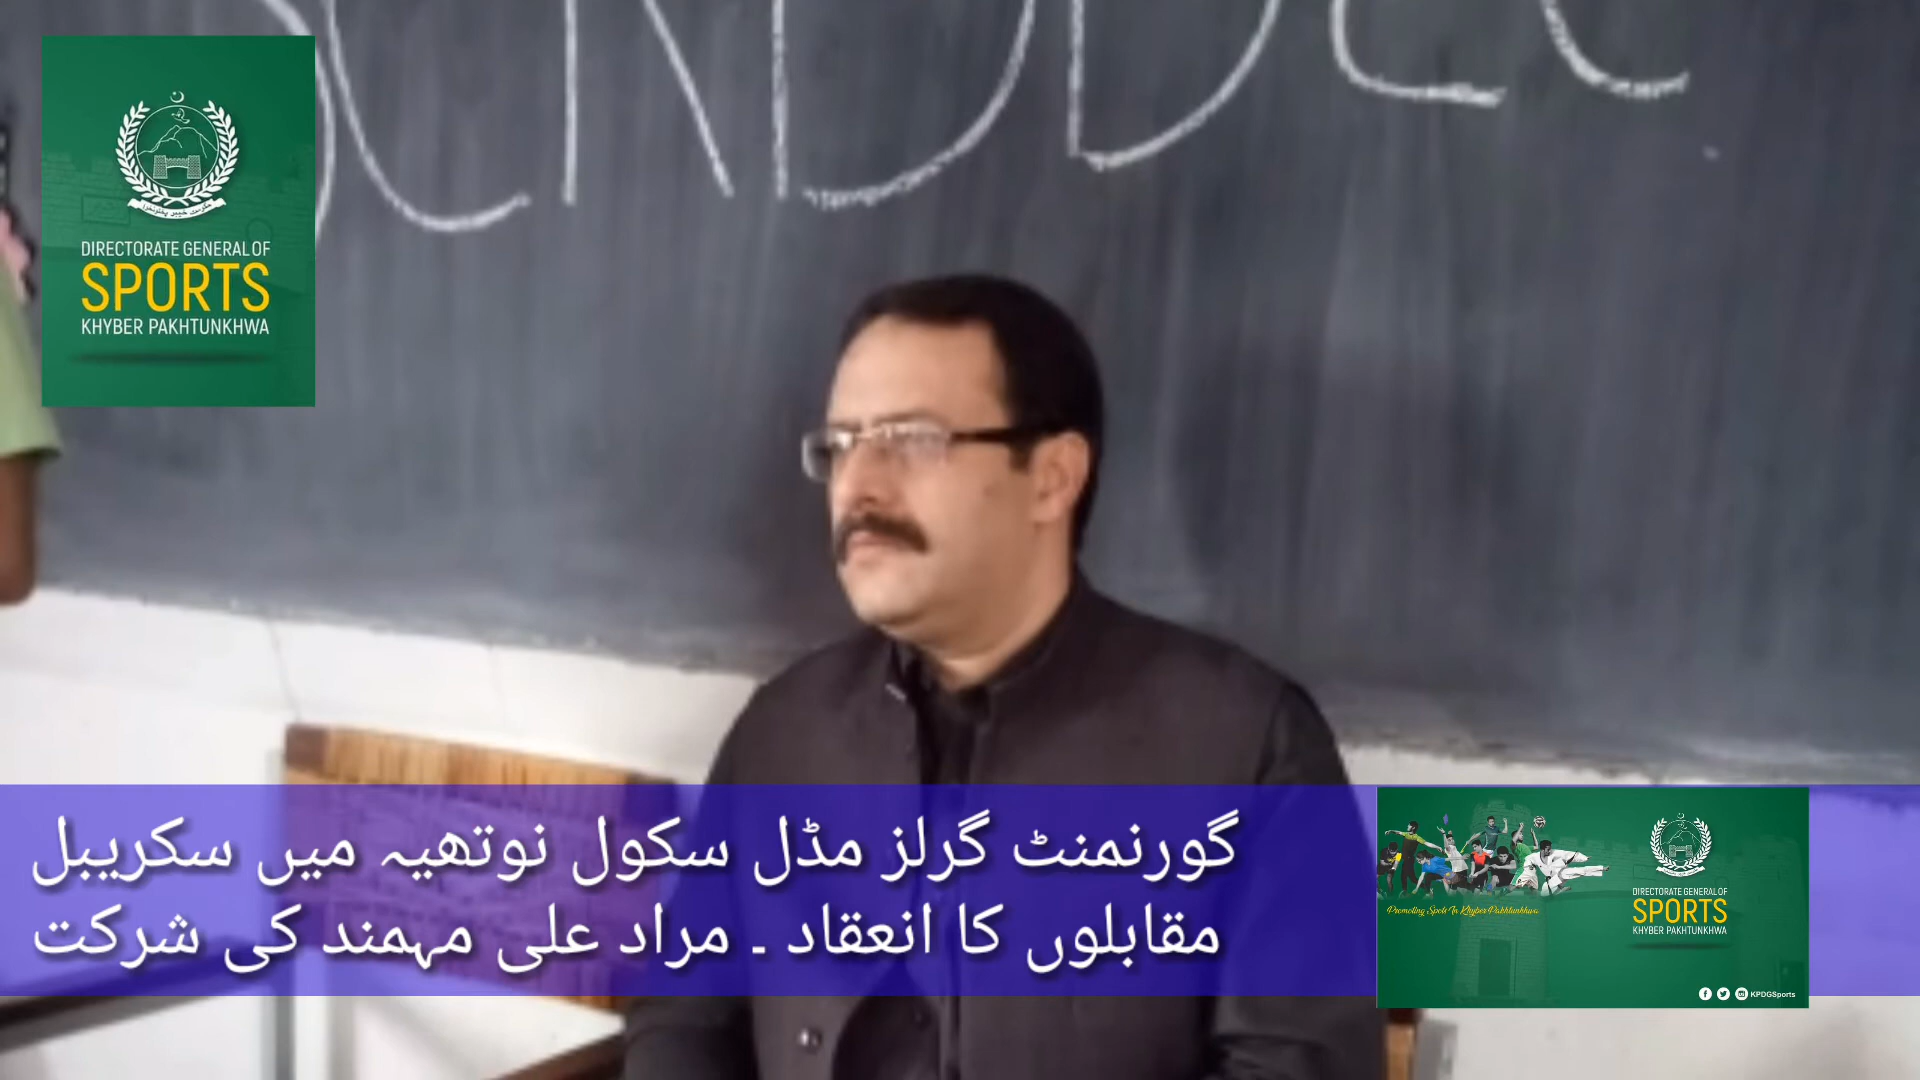 DIRECTORATE GENERAL OF
SPORTS
KHYBER PAKHTUNKHWA
گورنمنٹ گرلز مڈل سکول نوتھیہ میں سکریبل
مقابلوں کا انعقاد ۔ مراد علی مہمند کی شرکت
Promoting Spots In Khyber Pakhtunkhwa
DIRECTORATE GENERAL OF
SPORTS
KHYBER PAKHTUNKHWA
KPDGSports